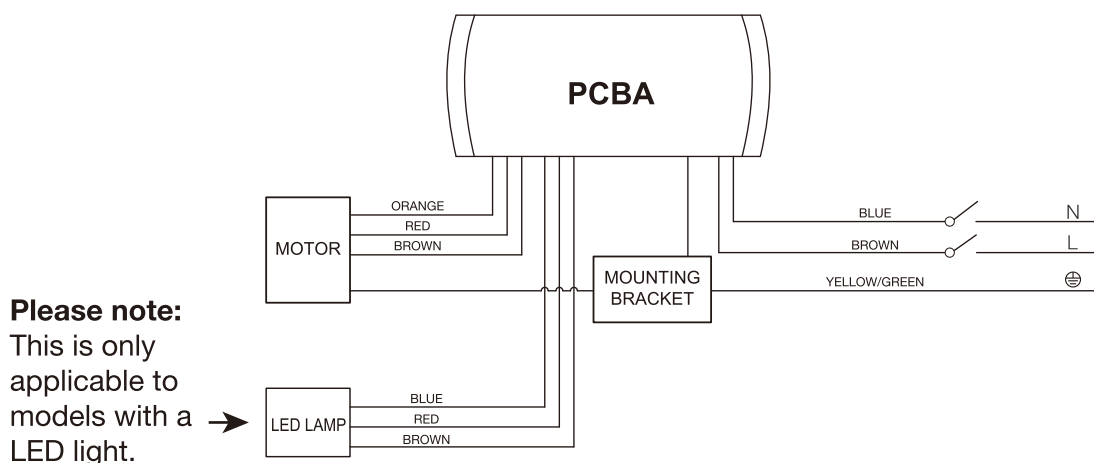 PCBA
ORANGE
RED
BROWN
MOTOR
BLUE
N
BROWN
L
YELLOW/GREEN
MOUNTING
BRACKET
Please note:
This is only
applicable to
models with a
LED light.
LED LAMP
BLUE
RED
BROWN